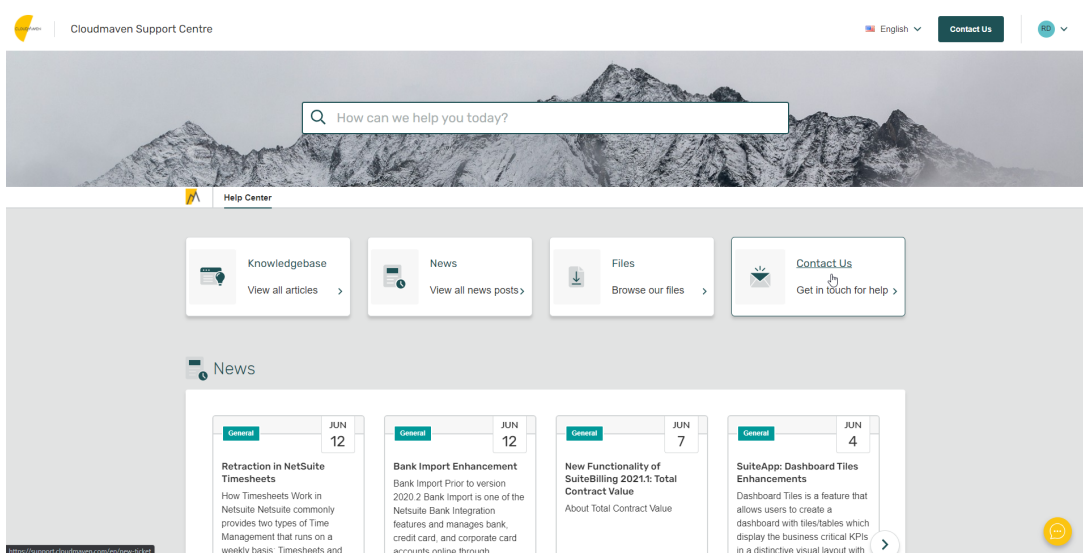 CLOUDMAVEN
Cloudmaven Support Centre
English
Contact Us
RD
How can we help you today?
Help Center
Knowledgebase
View all articles
News
View all news posts
Files
Browse our files
Contact Us
Get in touch for help
News
General
JUN
12
Retraction in NetSuite
Timesheets
How Timesheets Work in
Netsuite Netsuite commonly
provides two types of Time
Management that runs on a
weekly basis: Timesheets and
General
JUN
12
Bank Import Enhancement
Bank Import Prior to version
2020.2 Bank Import is one of the
Netsuite Bank Integration
features and manages bank,
credit card, and corporate card
accounts online through
General
JUN
7
New Functionality of
SuiteBilling 2021.1: Total
Contract Value
About Total Contract Value
General
JUN
4
SuiteApp: Dashboard Tiles
Enhancements
Dashboard Tiles is a feature that
allows users to create a
dashboard with tiles/tables which
display the business critical KPIs
in a distinctive visual layout with
https://support.cloudmaven.com/en/new-ticket